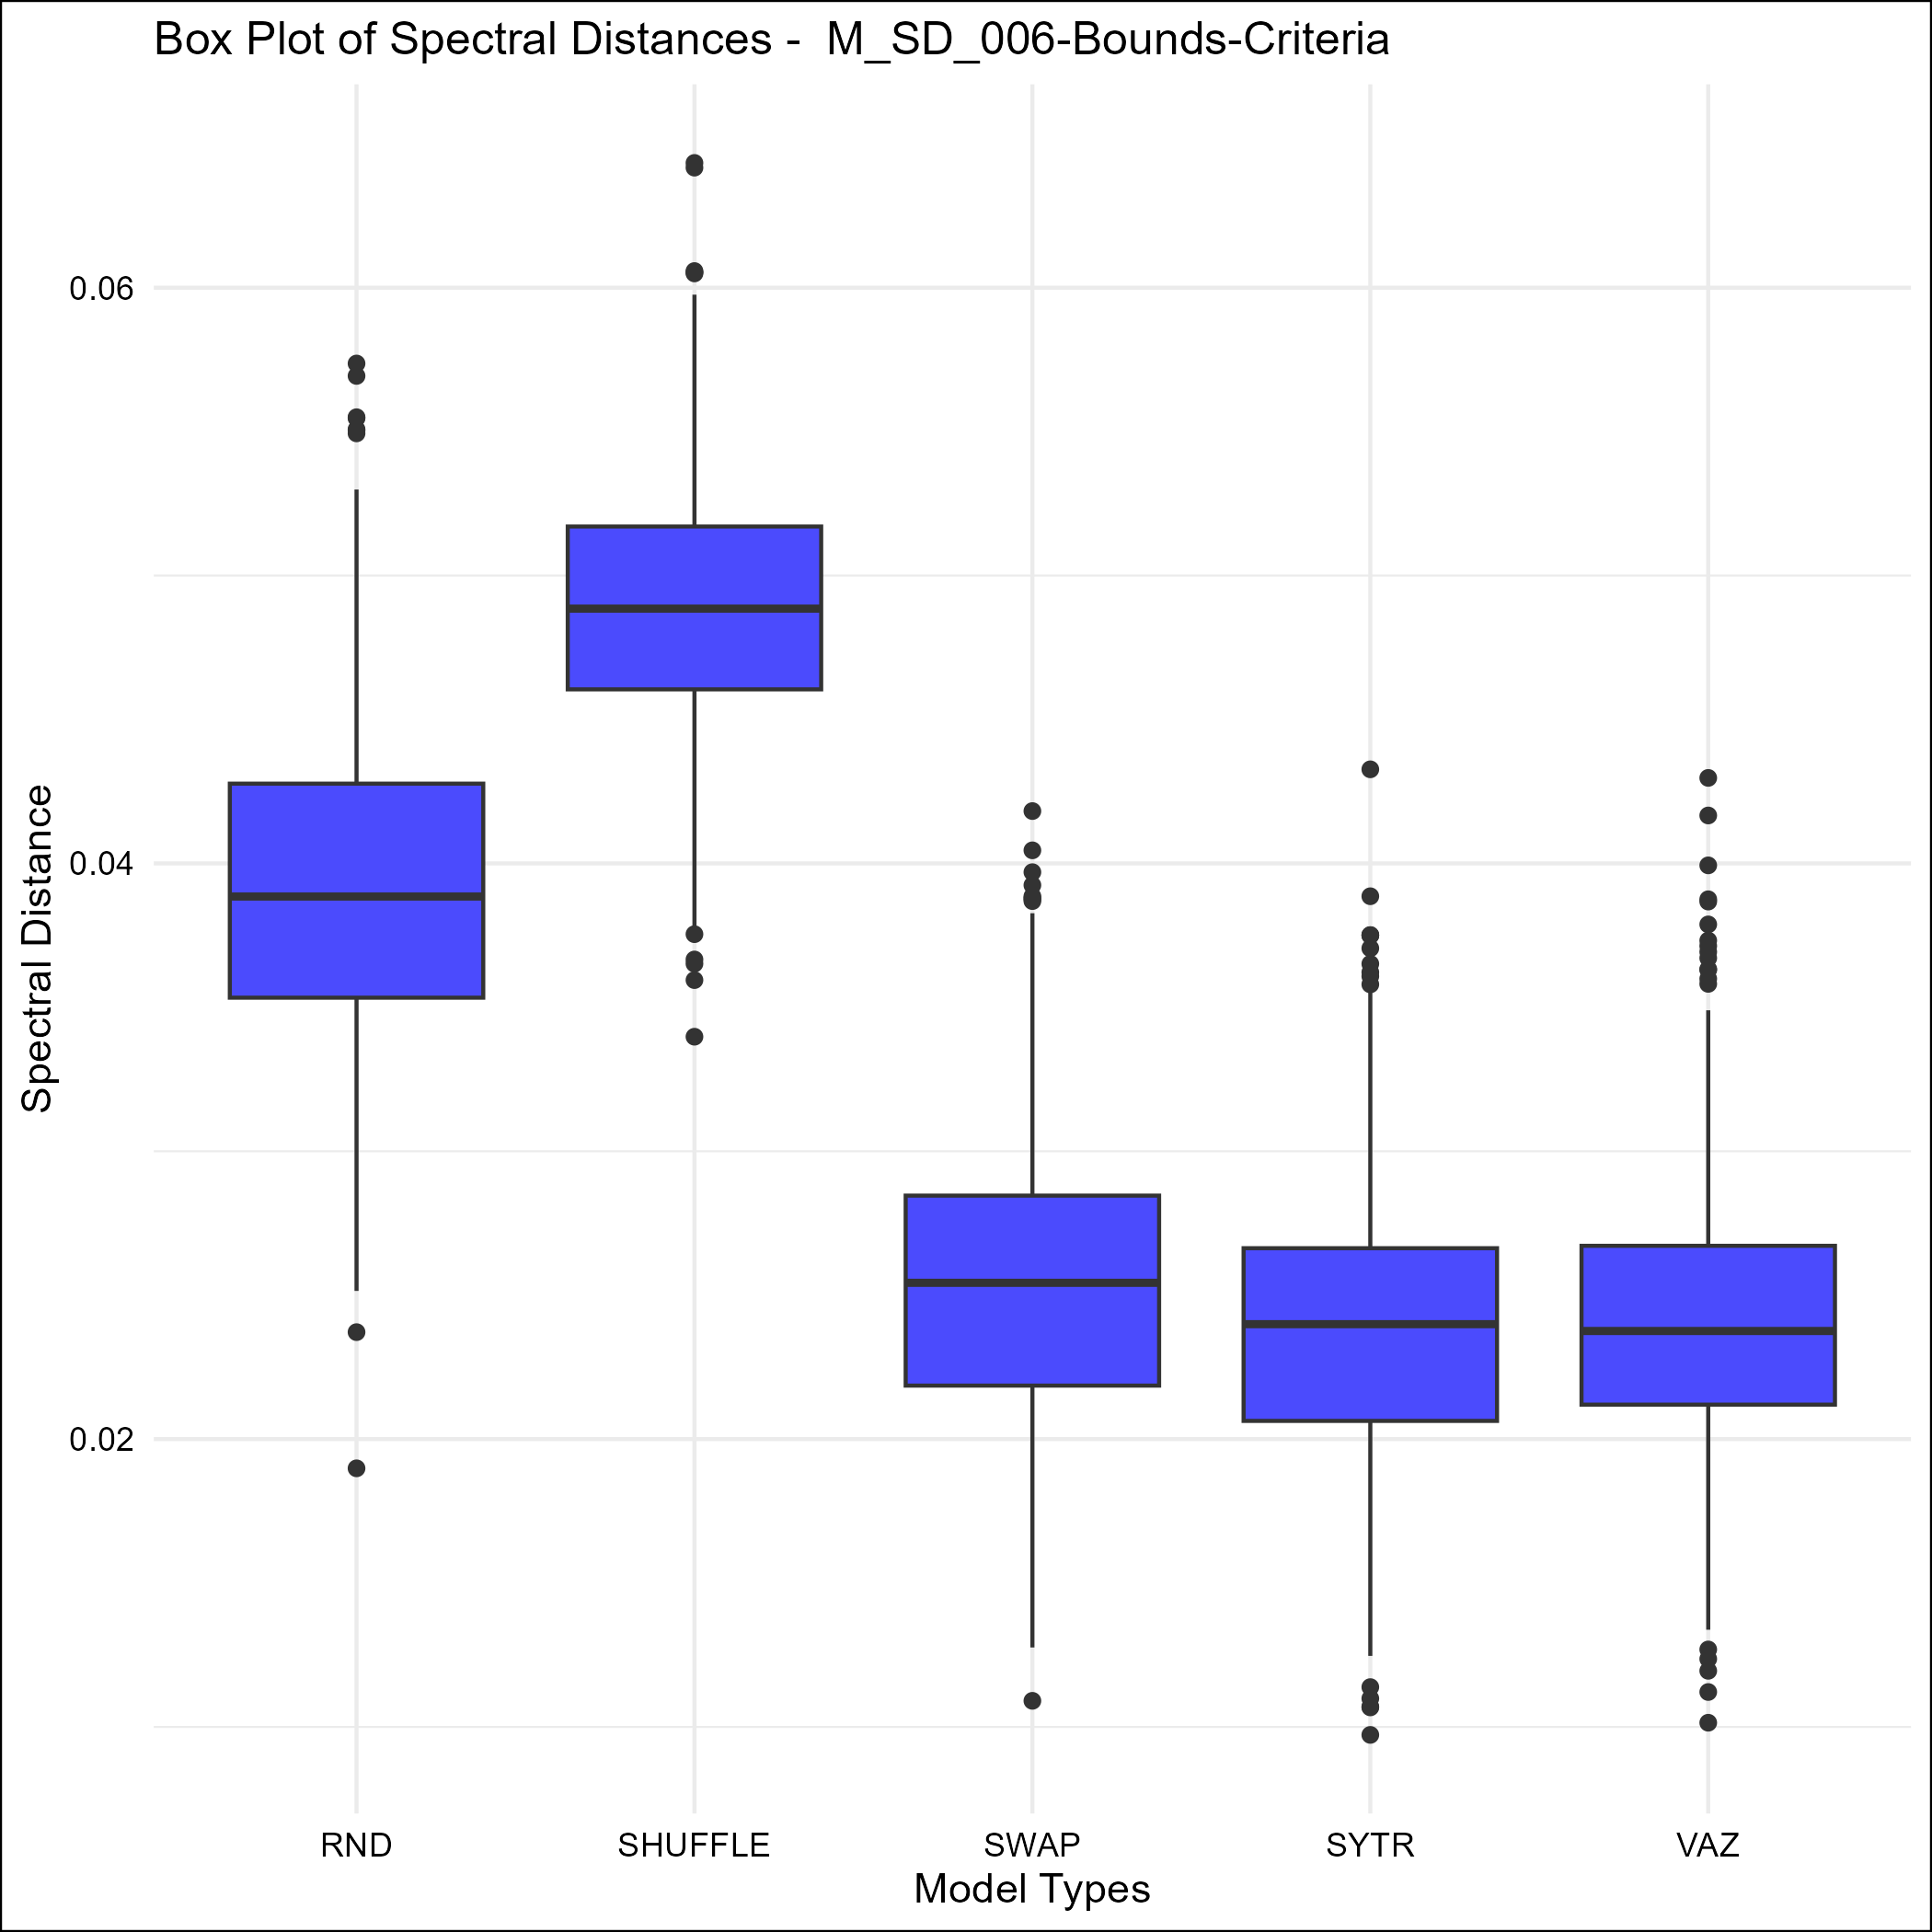 Box Plot of Spectral Distances -  M_SD_006-Bounds-Criteria
0.06
0.04
0.02
Spectral Distance
RND SHUFFLE SWAP SYTR VAZ
Model Types